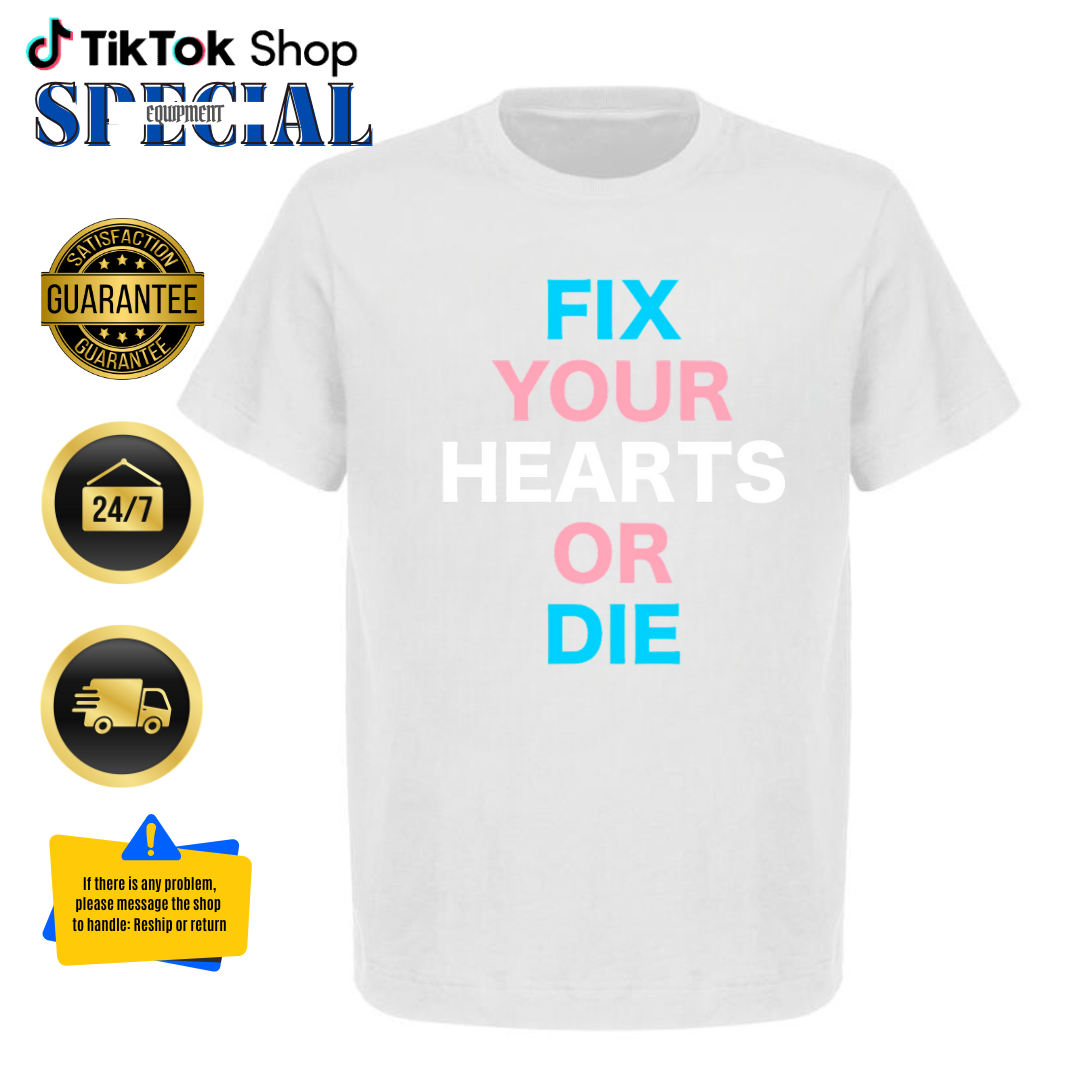 TikTok Shop
SPECIAL
EQUIPMENT
SATISFACTION
GUARANTEE
GUARANTEE
24/7
If there is any problem,
please message the shop
to handle: Reship or return
FIX
YOUR
HEARTS
OR
DIE